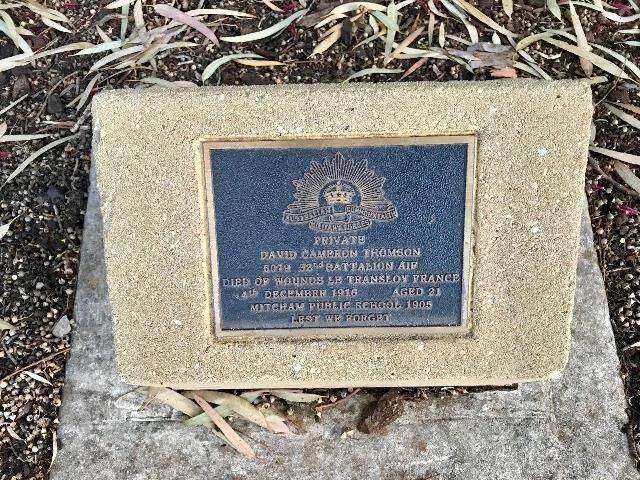 AUSTRALIAN COMMONWEALTH
MILITARY FORCES
PRIVATE
DAVID CAMERON THOMSON
5079 32nd BATTALION AIF
DIED OF WOUNDS LE TRANSLOY FRANCE
4TH DECEMBER 1916 AGED 21
MITCHAM PUBLIC SCHOOL 1905
LEST WE FORGET